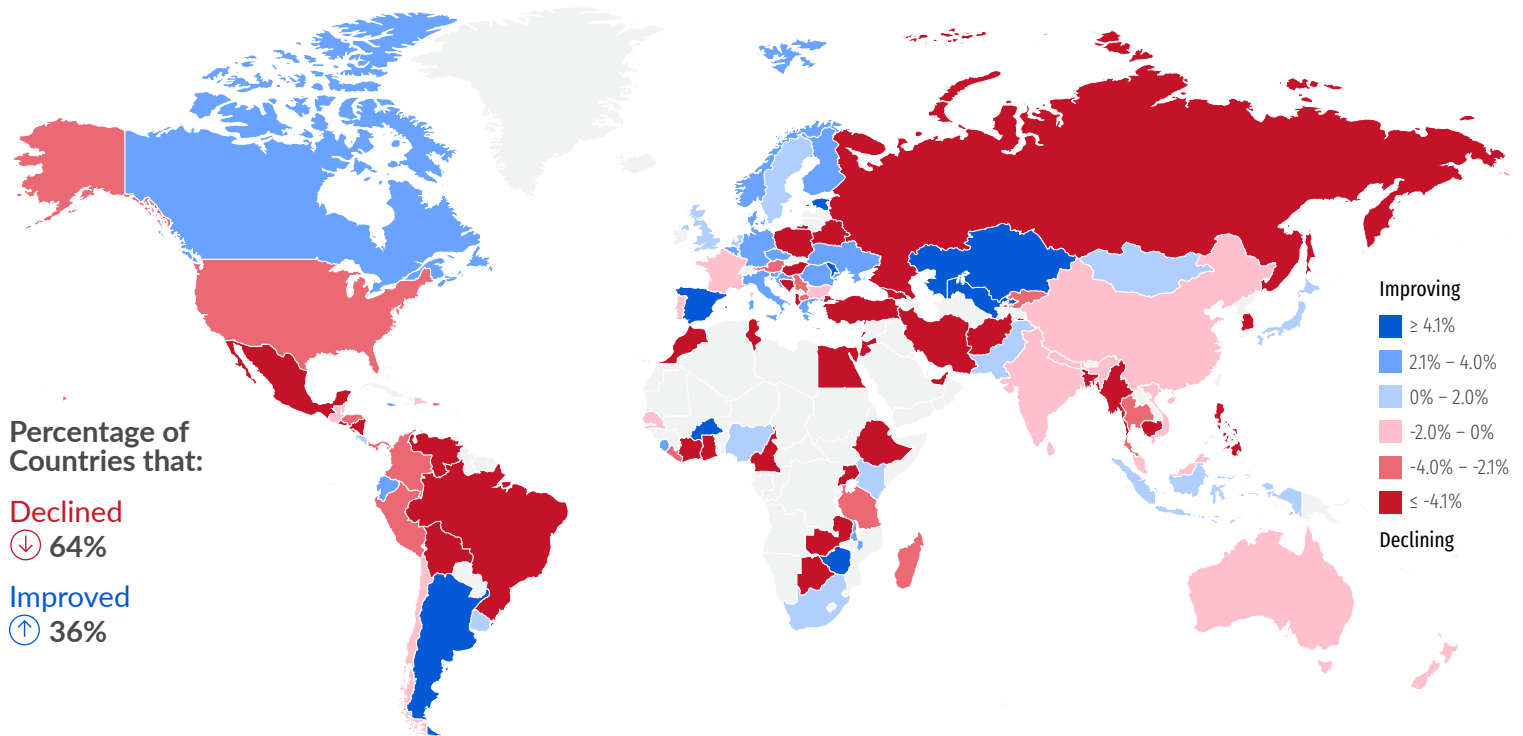 Percentage of
Countries that:
Declined
64%
Improved
36%
Improving
≥ 4.1%
2.1% – 4.0%
0% – 2.0%
-2.0% – 0%
-4.0% – -2.1%
≤ -4.1%
Declining